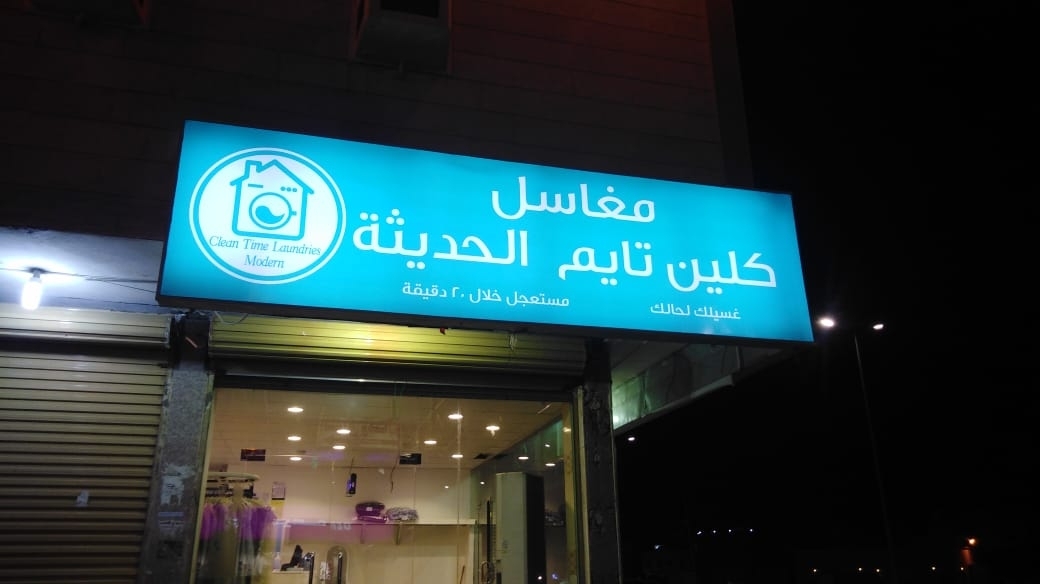 مغاسل
كلين تايم الحديثة
غسيلك لحالك
مستعجل خلال ٢٠ دقيقة
Clean Time Laundries
Modern